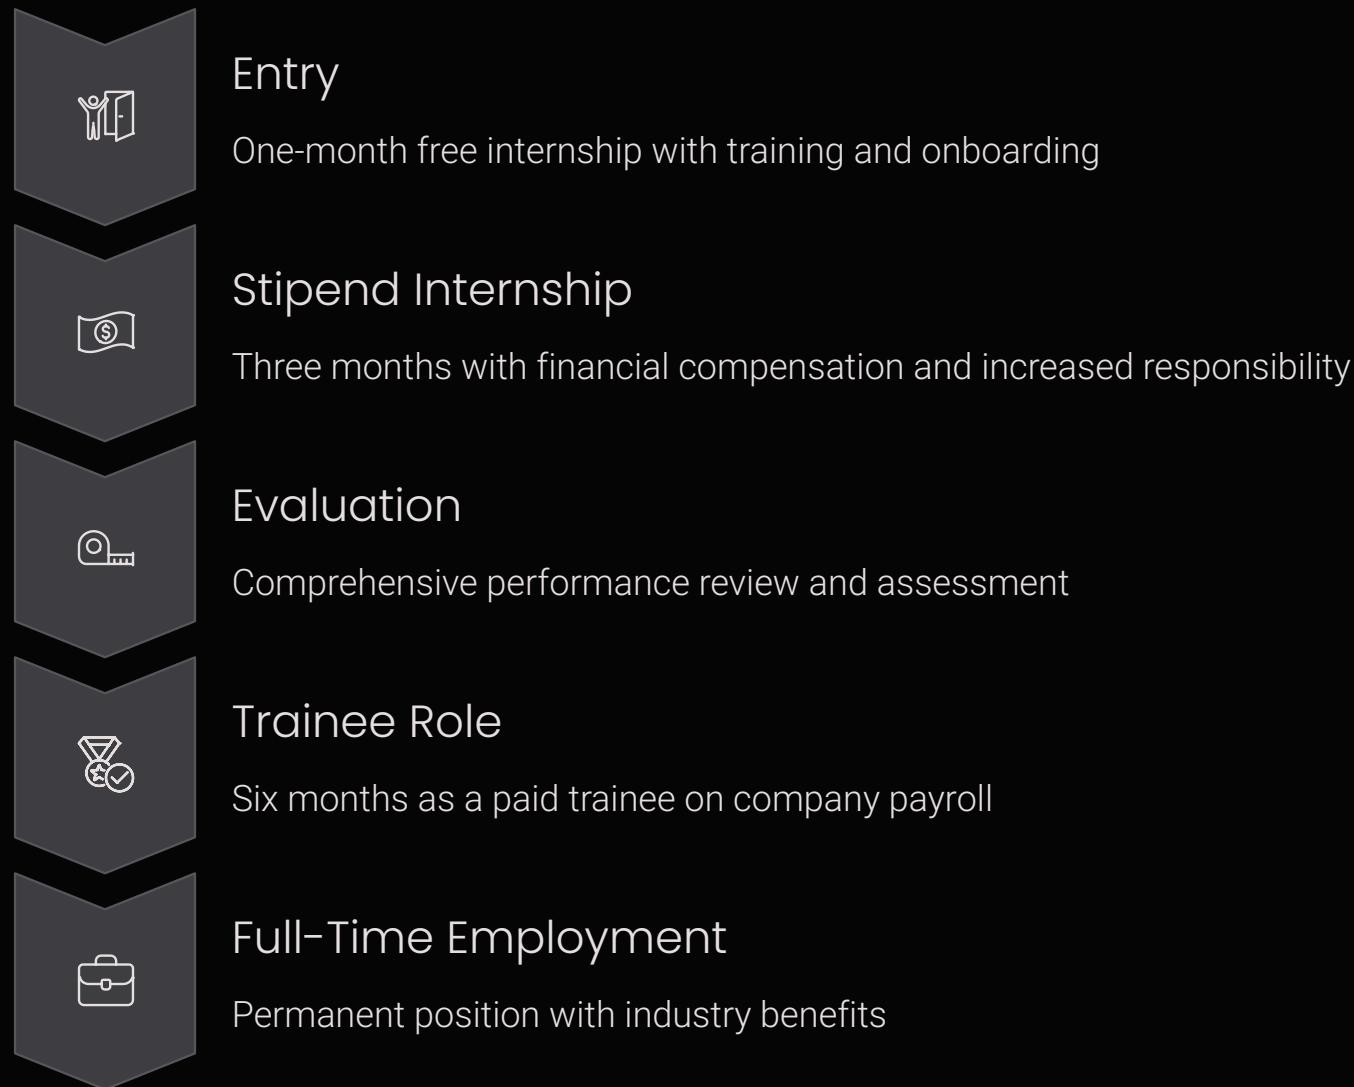 Entry
One-month free internship with training and onboarding
Stipend Internship
Three months with financial compensation and increased responsibility
Evaluation
Comprehensive performance review and assessment
Trainee Role
Six months as a paid trainee on company payroll
Full-Time Employment
Permanent position with industry benefits